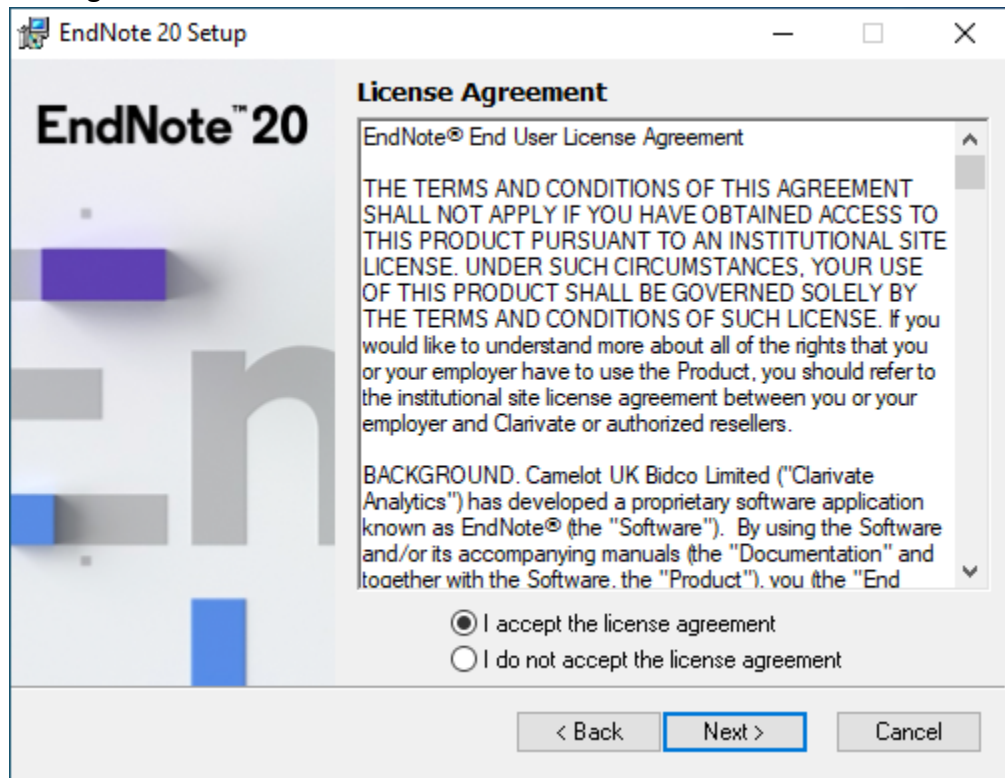 EndNote 20 Setup
EndNote™20
License Agreement
EndNote® End User License Agreement
THE TERMS AND CONDITIONS OF THIS AGREEMENT
SHALL NOT APPLY IF YOU HAVE OBTAINED ACCESS TO
THIS PRODUCT PURSUANT TO AN INSTITUTIONAL SITE
LICENSE. UNDER SUCH CIRCUMSTANCES, YOUR USE
OF THIS PRODUCT SHALL BE GOVERNED SOLELY BY
THE TERMS AND CONDITIONS OF SUCH LICENSE. If you
would like to understand more about all of the rights that you
or your employer have to use the Product, you should refer to
the institutional site license agreement between you or your
employer and Clarivate or authorized resellers.
BACKGROUND. Camelot UK Bidco Limited ("Clarivate
Analytics") has developed a proprietary software application
known as EndNote® (the "Software").  By using the Software
and/or its accompanying manuals (the "Documentation" and
together with the Software, the "Product"), you (the "End
I accept the license agreement
I do not accept the license agreement
< Back
Next >
Cancel